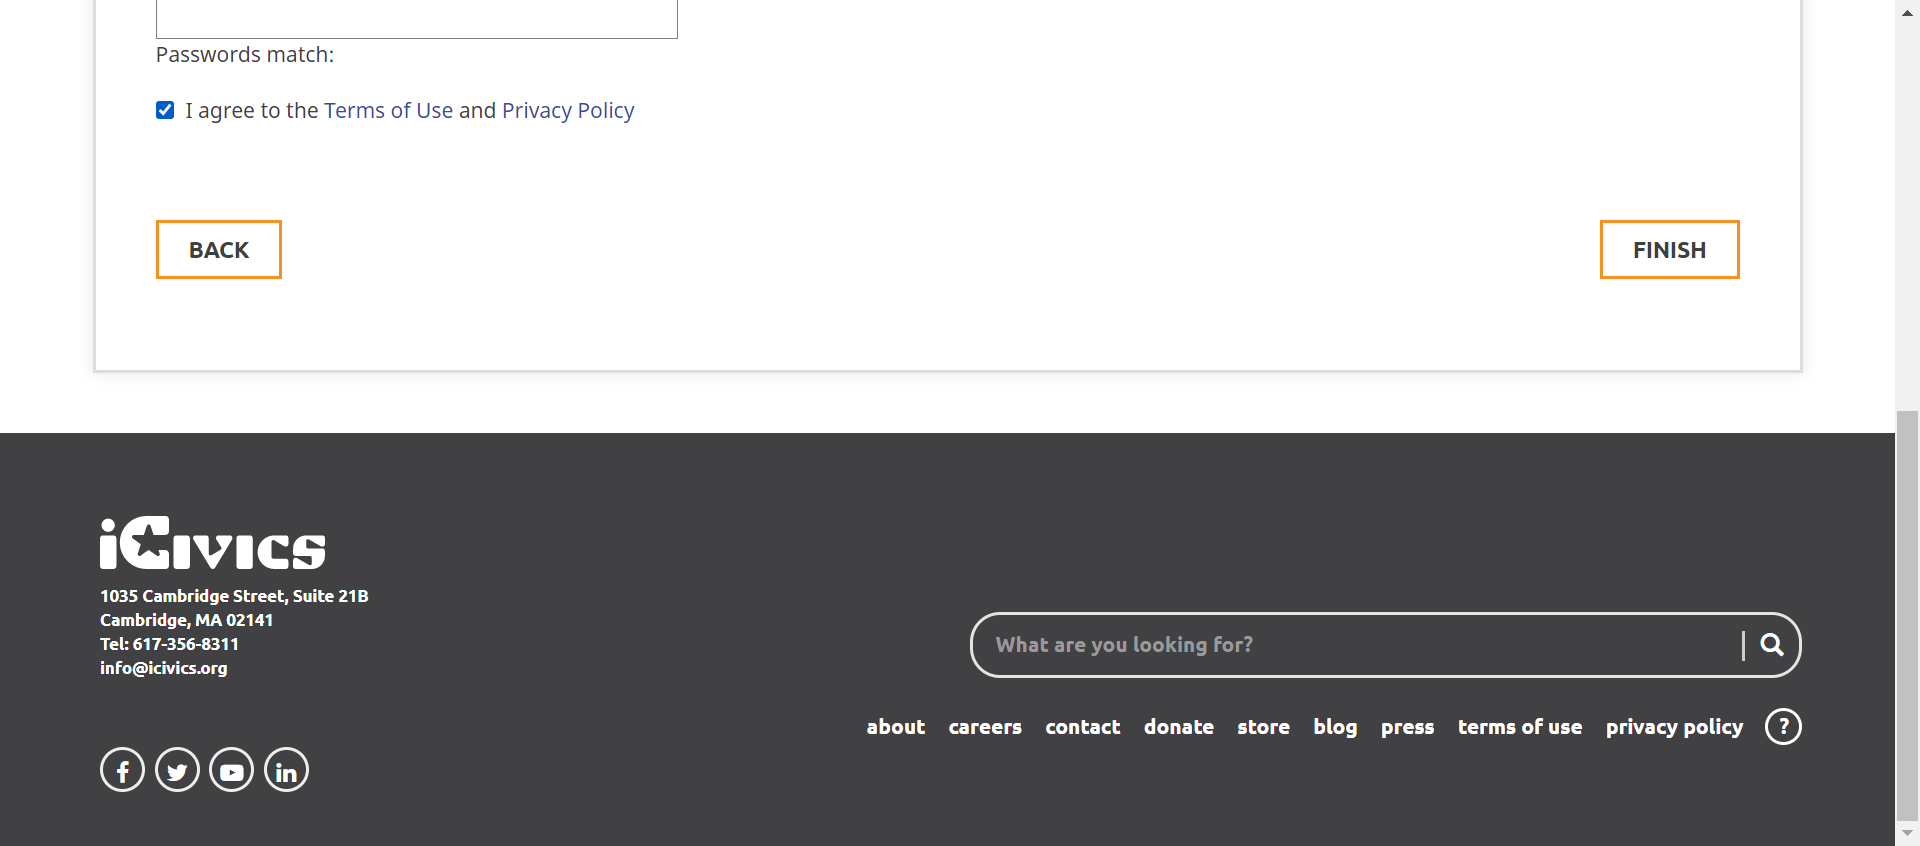 Passwords match:
I agree to the Terms of Use and Privacy Policy
BACK
FINISH
iCivics
1035 Cambridge Street, Suite 21B
Cambridge, MA 02141
Tel: 617-356-8311
info@icivics.org
What are you looking for?
about careers contact donate store blog press terms of use privacy policy ?